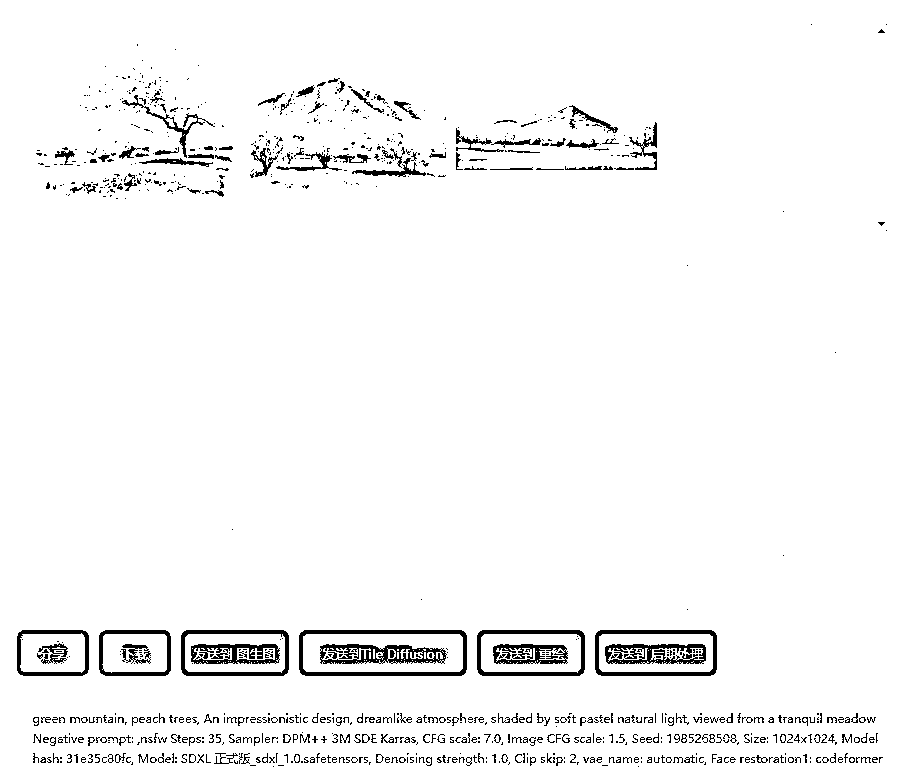 分享 下载 发送到 图生图 发送到Tile Diffusion 发送到 重绘 发送到 后期处理
green mountain, peach trees, An impressionistic design, dreamlike atmosphere, shaded by soft pastel natural light, viewed from a tranquil meadow
Negative prompt: ,nsfw Steps: 35, Sampler: DPM++ 3M SDE Karras, CFG scale: 7.0, Image CFG scale: 1.5, Seed: 1985268508, Size: 1024x1024, Model
hash: 31e35c80fc, Model: SDXL 正式版_sdxl_1.0.safetensors, Denoising strength: 1.0, Clip skip: 2, vae_name: automatic, Face restoration1: codeformer